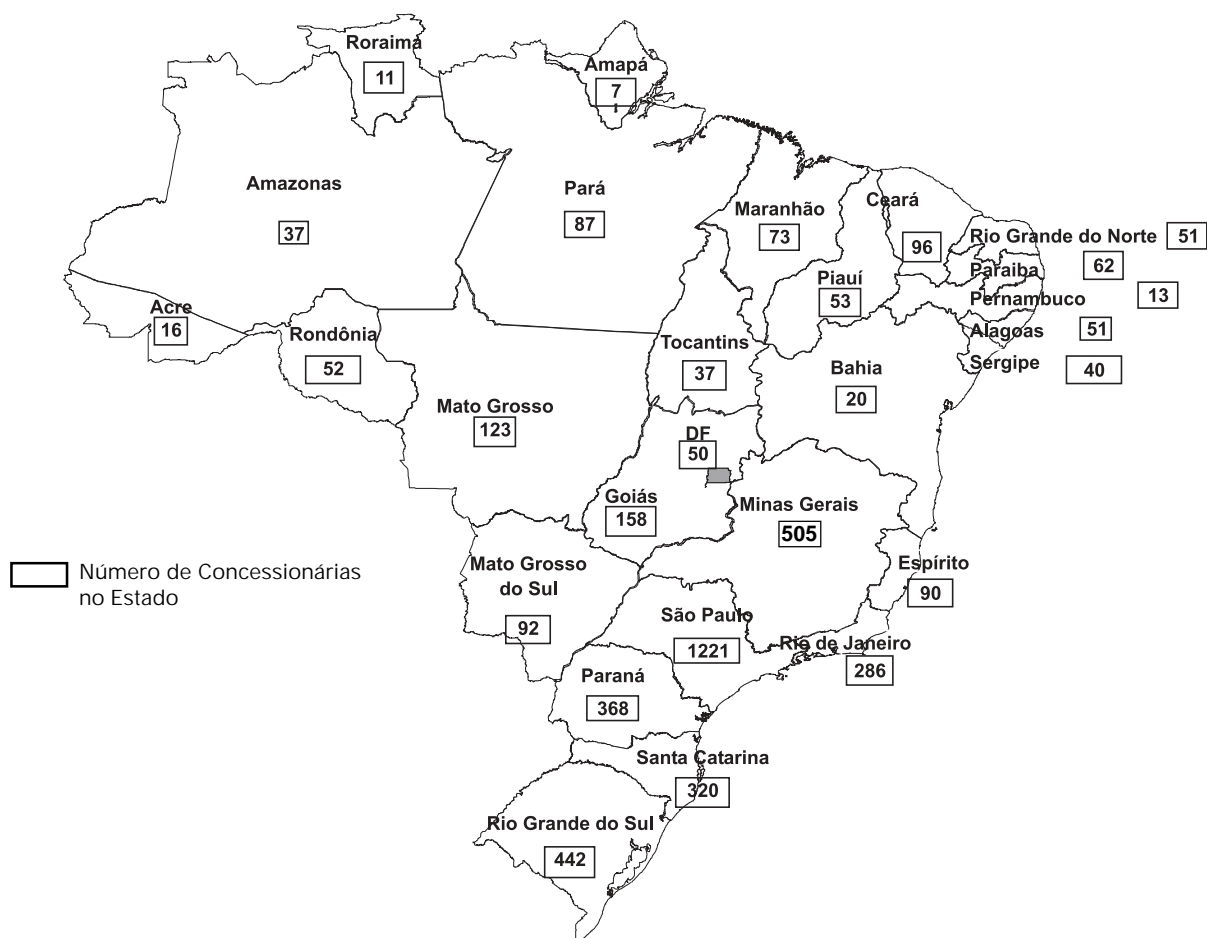 Roraima
11
Amapá
7
Amazonas
37
Pará
87
Maranhão
73
Ceará
96
Rio Grande do Norte 51
Paraiba
62
Piauí
53
Pernambuco
13
Acre
16
Rondônia
52
Tocantins
37
Alagoas
51
Sergipe
40
Bahia
20
Mato Grosso
123
DF
50
Goiás
158
Minas Gerais
505
Espírito
90
Mato Grosso
do Sul
92
São Paulo
1221
Rio de Janeiro
286
Paraná
368
Santa Catarina
320
Rio Grande do Sul
442
Número de Concessionárias
no Estado